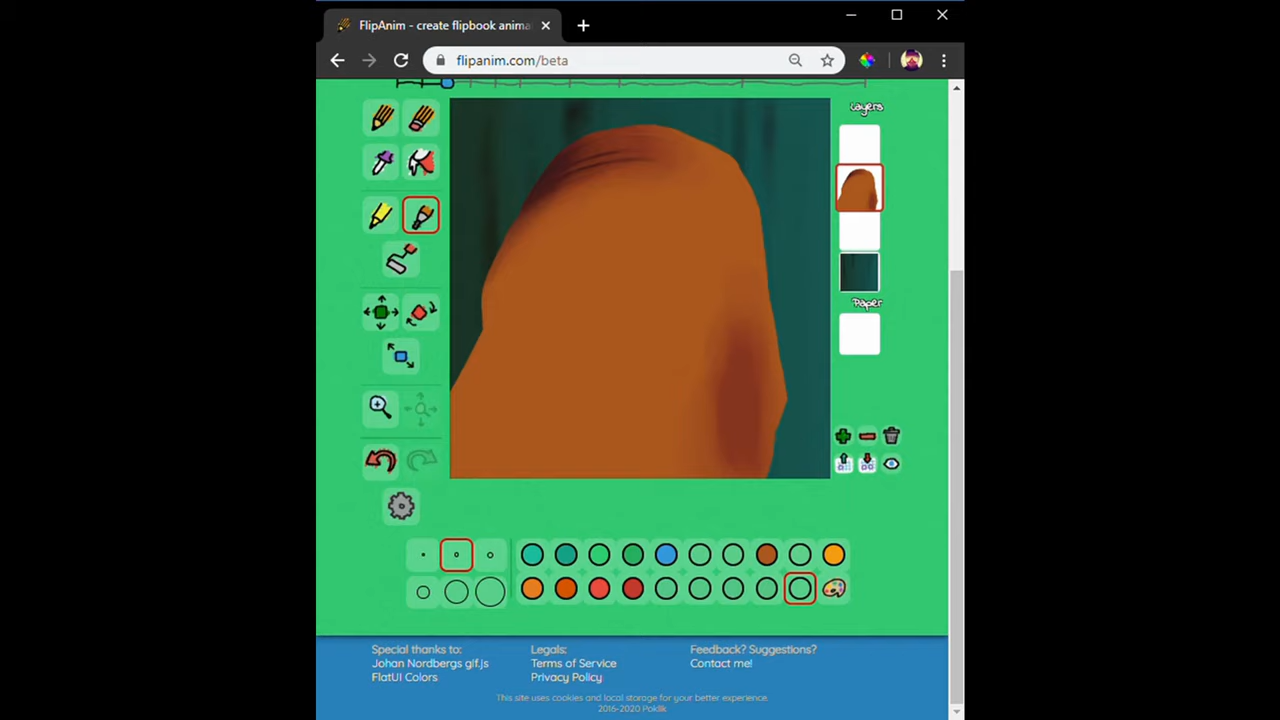 FlipAnim - create flipbook anima
flipanim.com/beta
Layers
Paper
Special thanks to:
Johan Nordbergs gif.js
FlatUI Colors
Legals:
Terms of Service
Privacy Policy
Feedback? Suggestions?
Contact me!
This site uses cookies and local storage for your better experience.
2016-2020 Poklik